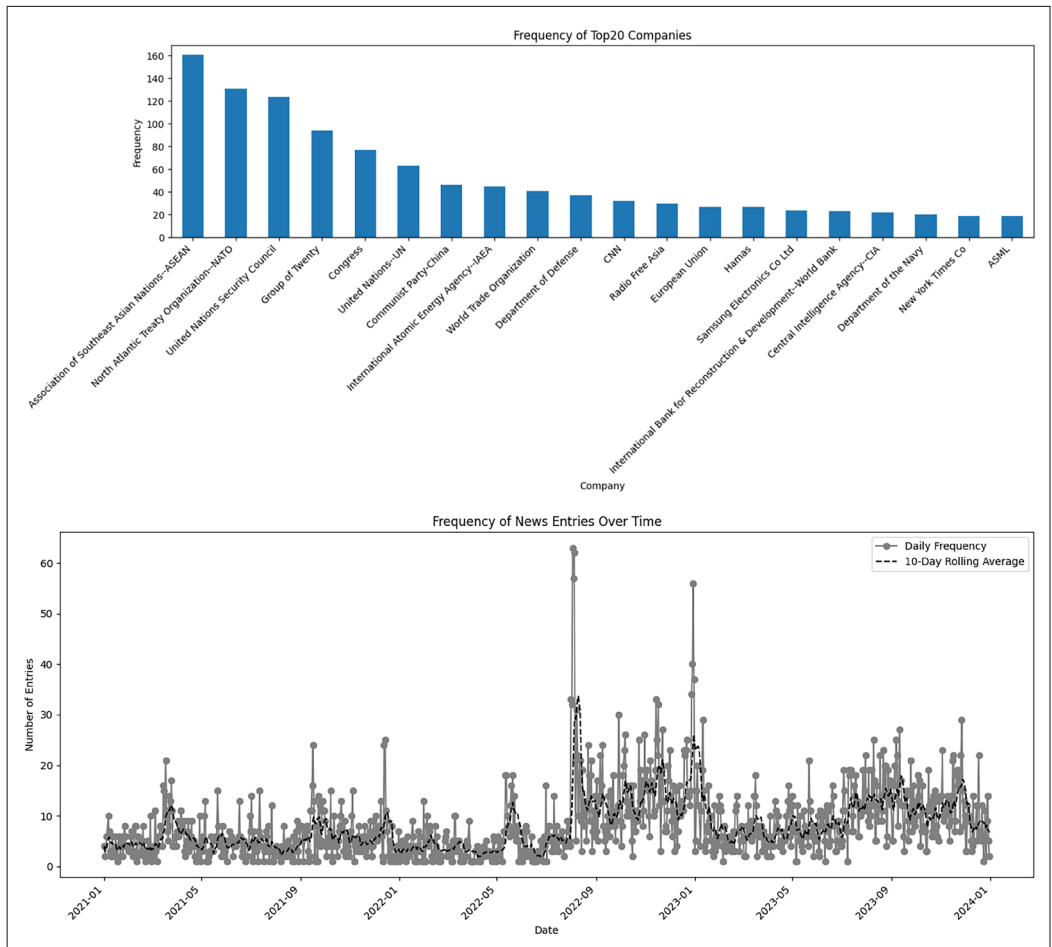 Frequency of Top20 Companies
Frequency
160
140
120
100
80
60
40
20
0
Association of Southeast Asian Nations--ASEAN
North Atlantic Treaty Organization--NATO
United Nations Security Council
Group of Twenty
Congress
United Nations--UN
Communist Party-China
International Atomic Energy Agency--IAEA
World Trade Organization
Department of Defense
CNN
Radio Free Asia
European Union
Hamas
Samsung Electronics Co Ltd
International Bank for Reconstruction & Development--World Bank
Central Intelligence Agency--CIA
Department of the Navy
New York Times Co
ASML
Company
Frequency of News Entries Over Time
Daily Frequency
10-Day Rolling Average
Number of Entries
60
50
40
30
20
10
0
2021-01
2021-05
2021-09
2022-01
2022-05
2022-09
2023-01
2023-05
2023-09
2024-01
Date